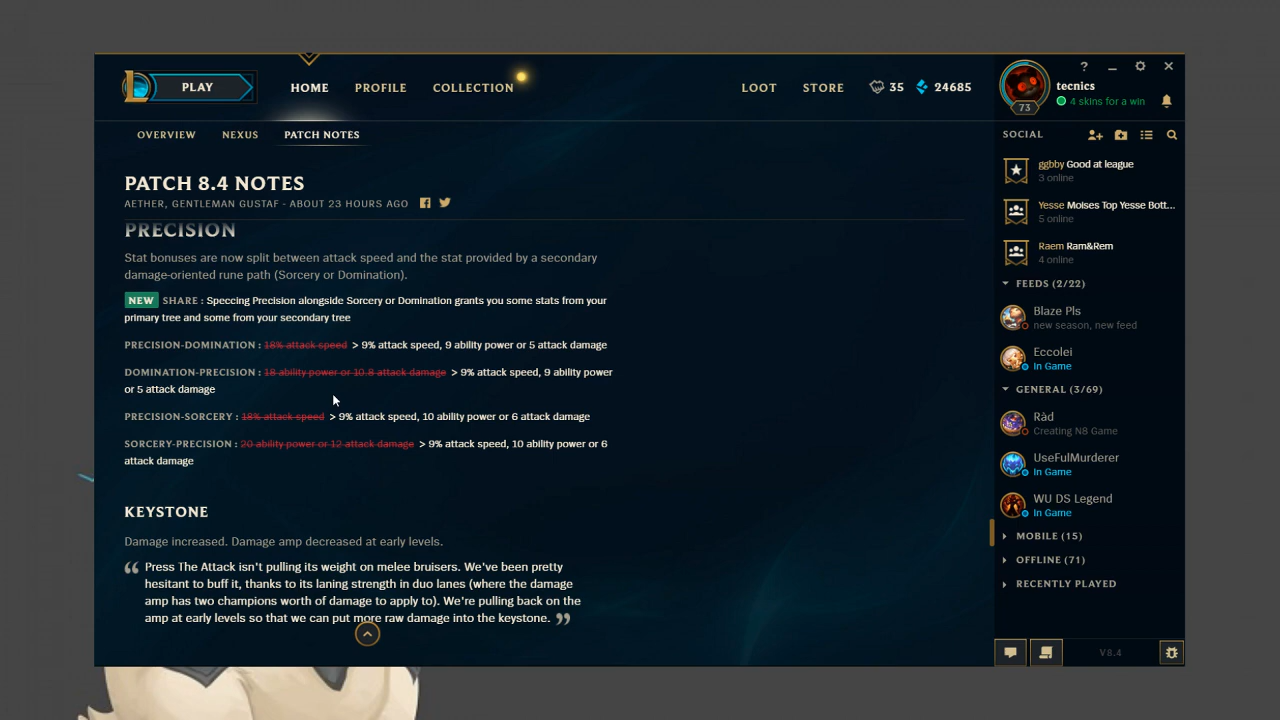 PLAY
HOME
PROFILE
COLLECTION
LOOT
STORE
35
24685
?
73
tecnics
4 skins for a win
OVERVIEW
NEXUS
PATCH NOTES
PATCH 8.4 NOTES
AETHER, GENTLEMAN GUSTAF - ABOUT 23 HOURS AGO
PRECISION
Stat bonuses are now split between attack speed and the stat provided by a secondary
damage-oriented rune path (Sorcery or Domination).
NEW SHARE : Speccing Precision alongside Sorcery or Domination grants you some stats from your
primary tree and some from your secondary tree
PRECISION-DOMINATION : 18% attack speed > 9% attack speed, 9 ability power or 5 attack damage
DOMINATION-PRECISION : 18 ability power or 10.8 attack damage > 9% attack speed, 9 ability power
or 5 attack damage
PRECISION-SORCERY : 18% attack speed > 9% attack speed, 10 ability power or 6 attack damage
SORCERY-PRECISION : 20 ability power or 12 attack damage > 9% attack speed, 10 ability power or 6
attack damage
KEYSTONE
Damage increased. Damage amp decreased at early levels.
“ Press The Attack isn't pulling its weight on melee bruisers. We've been pretty
hesitant to buff it, thanks to its laning strength in duo lanes (where the damage
amp has two champions worth of damage to apply to). We're pulling back on the
amp at early levels so that we can put more raw damage into the keystone. ”
SOCIAL
ggbby Good at league
3 online
Yesse Moises Top Yesse Bott...
5 online
Raem Ram&Rem
4 online
FEEDS (2/22)
Blaze Pls
new season, new feed
Eccolei
In Game
GENERAL (3/69)
Ràd
Creating N8 Game
UseFulMurderer
In Game
WU DS Legend
In Game
MOBILE (15)
OFFLINE (71)
RECENTLY PLAYED
V8.4